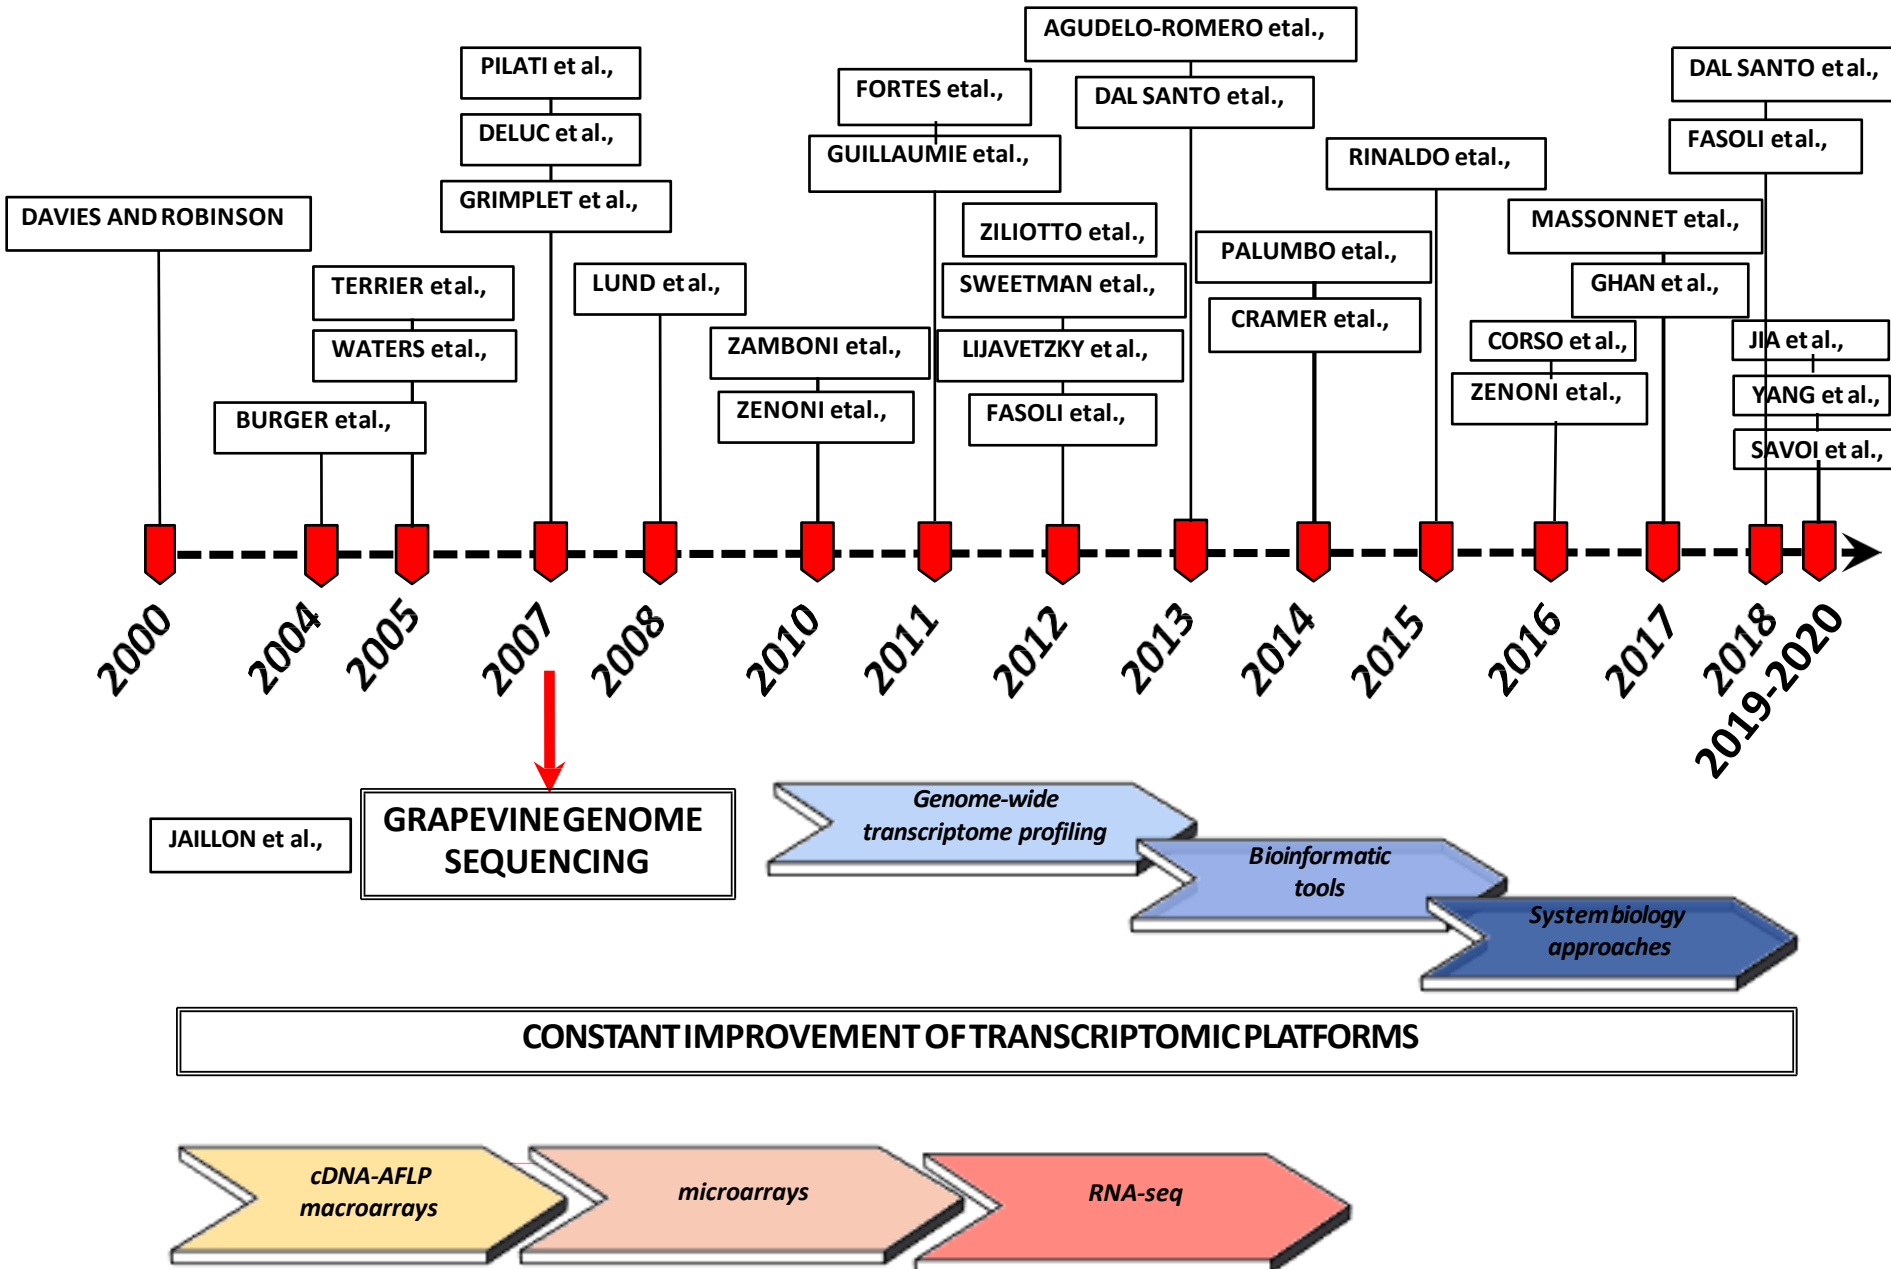 AGUDELO-ROMERO etal.,
PILATI et al.,
FORTES etal.,
DAL SANTO etal.,
DAL SANTO et al.,
DELUC et al.,
GUILLAUMIE etal.,
RINALDO etal.,
FASOLI et al.,
GRIMPLET et al.,
DAVIES AND ROBINSON
ZILIOTTO etal.,
MASSONNET etal.,
TERRIER etal.,
LUND et al.,
SWEETMAN etal.,
PALUMBO etal.,
GHAN et al.,
WATERS etal.,
ZAMBONI etal.,
LIJAVETZKY et al.,
CRAMER etal.,
CORSO et al.,
JIA et al.,
BURGER etal.,
ZENONI etal.,
FASOLI etal.,
ZENONI etal.,
YANG et al.,
SAVOI et al.,
2000
2004
2005
2007
2008
2010
2011
2012
2013
2014
2015
2016
2017
2018
2019-2020
JAILLON et al.,
GRAPEVINE GENOME
SEQUENCING
Genome-wide
transcriptome profiling
Bioinformatic
tools
System biology
approaches
CONSTANT IMPROVEMENT OF TRANSCRIPTOMIC PLATFORMS
cDNA-AFLP
macroarrays
microarrays
RNA-seq